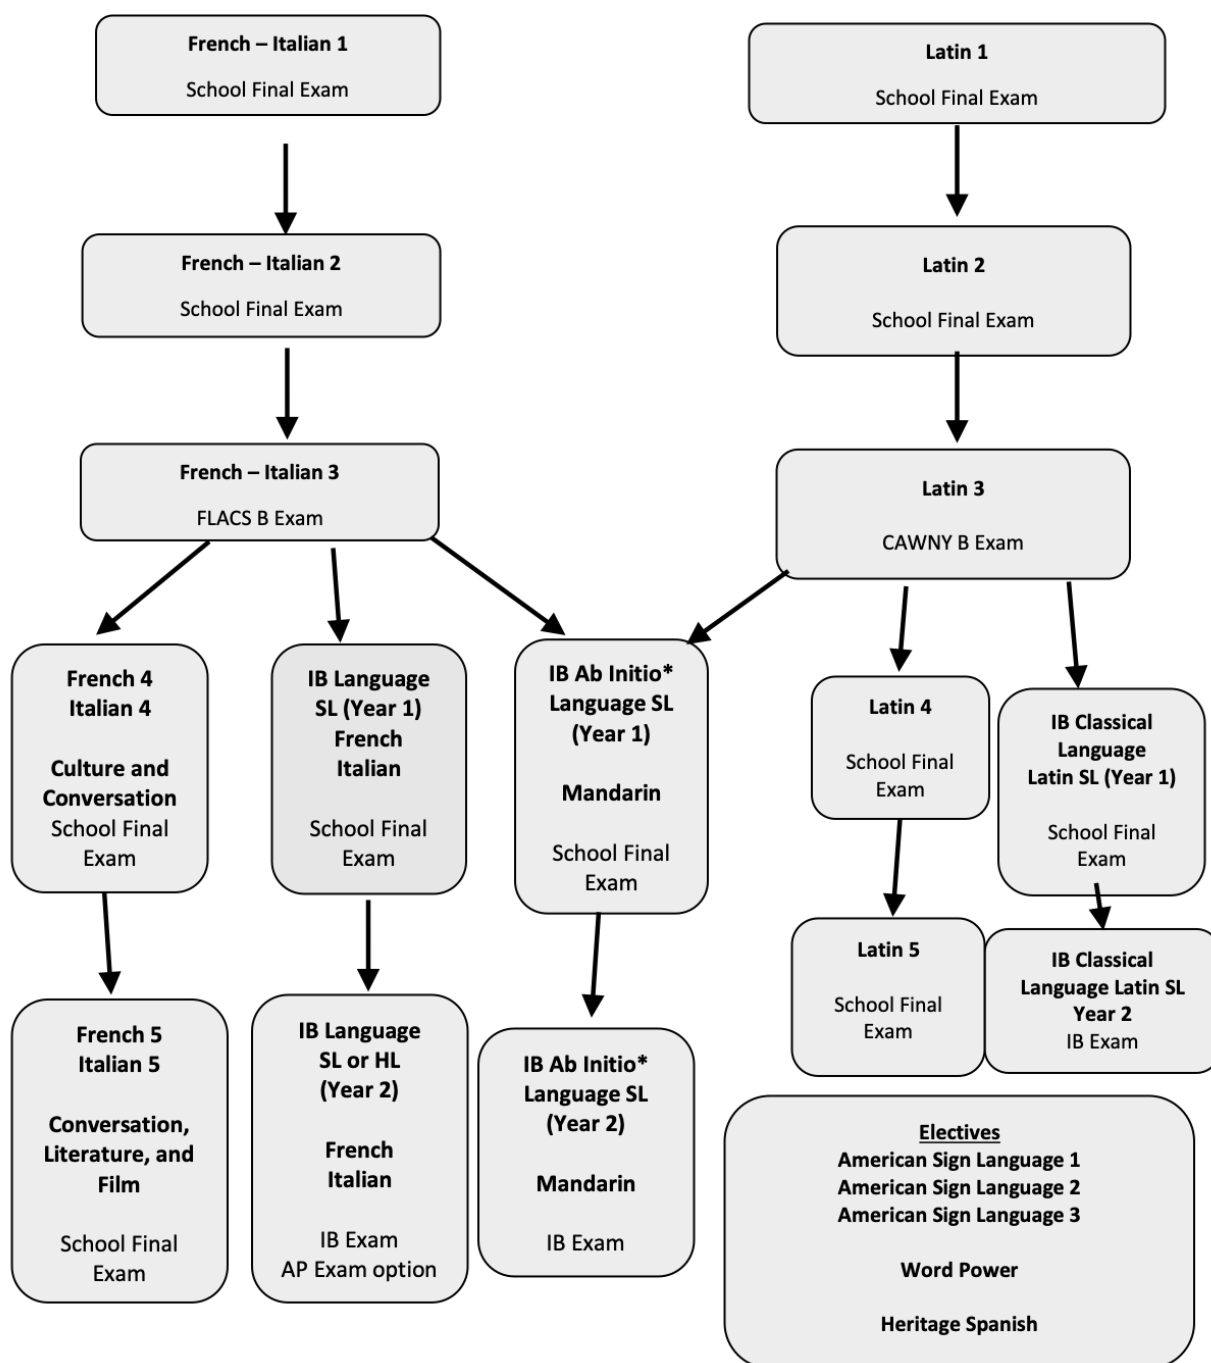 French – Italian 1
School Final Exam
Latin 1
School Final Exam
French – Italian 2
School Final Exam
Latin 2
School Final Exam
French – Italian 3
FLACS B Exam
Latin 3
CAWNY B Exam
French 4
Italian 4
Culture and
Conversation
School Final
Exam
IB Language
SL (Year 1)
French
Italian
School Final
Exam
IB Ab Initio*
Language SL
(Year 1)
Mandarin
School Final
Exam
Latin 4
School Final
Exam
IB Classical
Language
Latin SL (Year 1)
School Final
Exam
French 5
Italian 5
Conversation,
Literature, and
Film
School Final
Exam
IB Language
SL or HL
(Year 2)
French
Italian
IB Exam
AP Exam option
IB Ab Initio*
Language SL
(Year 2)
Mandarin
IB Exam
Latin 5
School Final
Exam
IB Classical
Language Latin SL
Year 2
IB Exam
Electives
American Sign Language 1
American Sign Language 2
American Sign Language 3
Word Power
Heritage Spanish